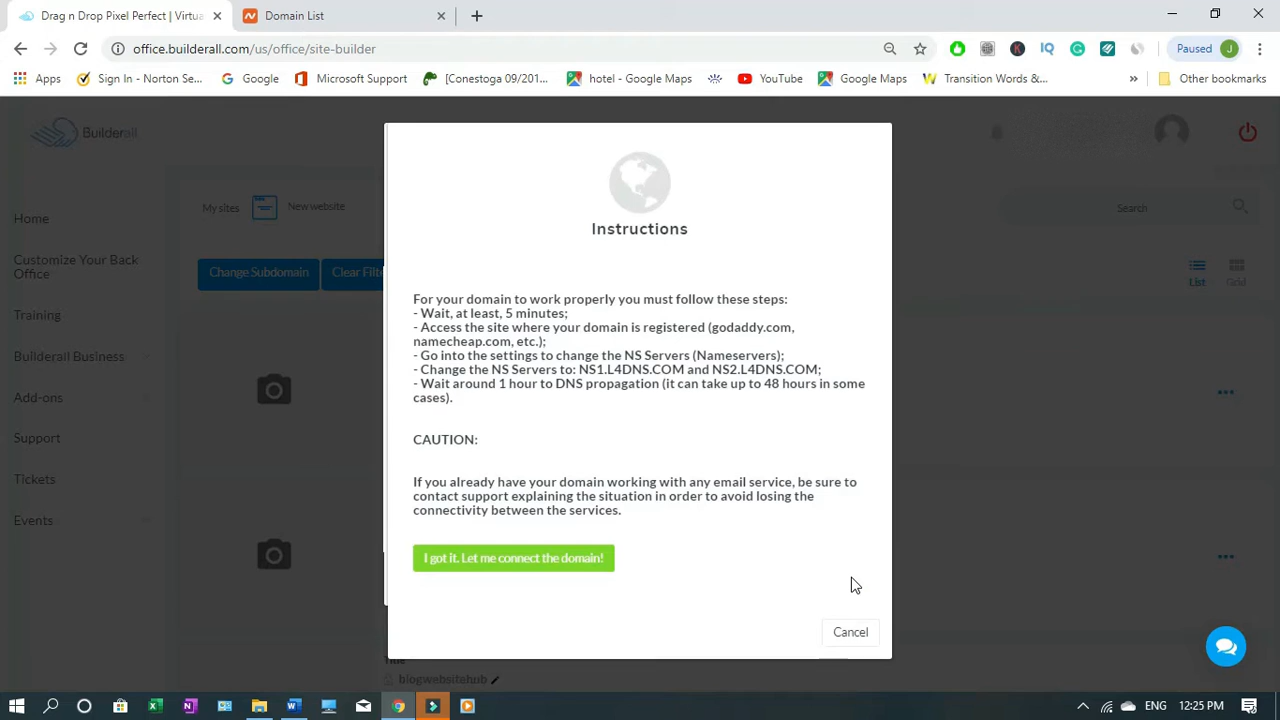 Drag n Drop Pixel Perfect | Virtua
Domain List
office.builderall.com/us/office/site-builder
Paused J
Apps
Sign In - Norton Se...
Google
Microsoft Support
[Conestoga 09/201...
hotel - Google Maps
YouTube
Google Maps
Transition Words &...
»
Other bookmarks
Builderall
Home
Customize Your Back
Office
Training
Builderall Business
Add-ons
Support
Tickets
Events
My sites
New website
Search
Change Subdomain
Clear Filte
List
Grid
Instructions
For your domain to work properly you must follow these steps:
- Wait, at least, 5 minutes;
- Access the site where your domain is registered (godaddy.com,
namecheap.com, etc.);
- Go into the settings to change the NS Servers (Nameservers);
- Change the NS Servers to: NS1.L4DNS.COM and NS2.L4DNS.COM;
- Wait around 1 hour to DNS propagation (it can take up to 48 hours in some
cases).
CAUTION:
If you already have your domain working with any email service, be sure to
contact support explaining the situation in order to avoid losing the
connectivity between the services.
I got it. Let me connect the domain!
Cancel
Title
blogwebsitehub
ENG
12:25 PM